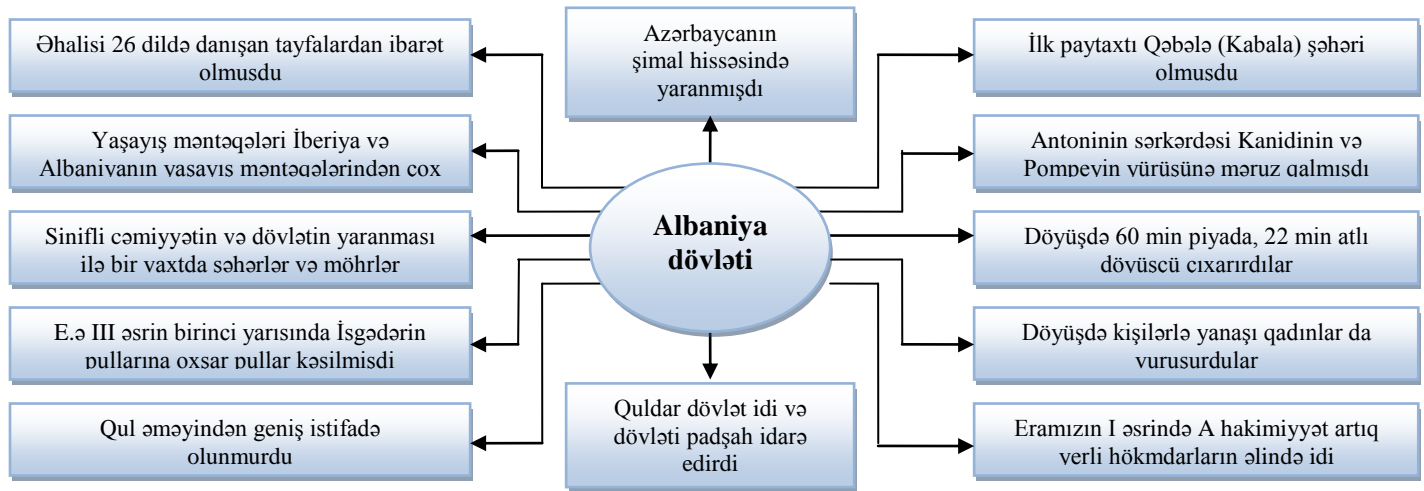 Əhalisi 26 dildə danışan tayfalardan ibarət
olmuşdu
Yaşayış məntəqələri İberiya və
Albaniyanın yaşayış məntəqələrindən çox
Sinifli cəmiyyətin və dövlətin yaranması
ilə bir vaxtda şəhərlər və möhrlər
E.ə III əsrin birinci yarısında İsgədərin
pullarına oxşar pullar kəsilmişdi
Qul əməyindən geniş istifadə
olunmurdu
Azərbaycanın
şimal hissəsində
yaranmışdı
Albaniya
dövləti
Quldar dövlət idi və
dövləti padşah idarə
edirdi
İlk paytaxtı Qəbələ (Kabala) şəhəri
olmuşdu
Antoninin sərkərdəsi Kanidinin və
Pompeyin yürüşünə məruz qalmışdı
Döyüşdə 60 min piyada, 22 min atlı
döyüşçü çıxarırdılar
Döyüşdə kişilərlə yanaşı qadınlar da
vuruşurdular
Eramızın I əsrində A hakimiyyət artıq
yerli hökmdarların əlində idi